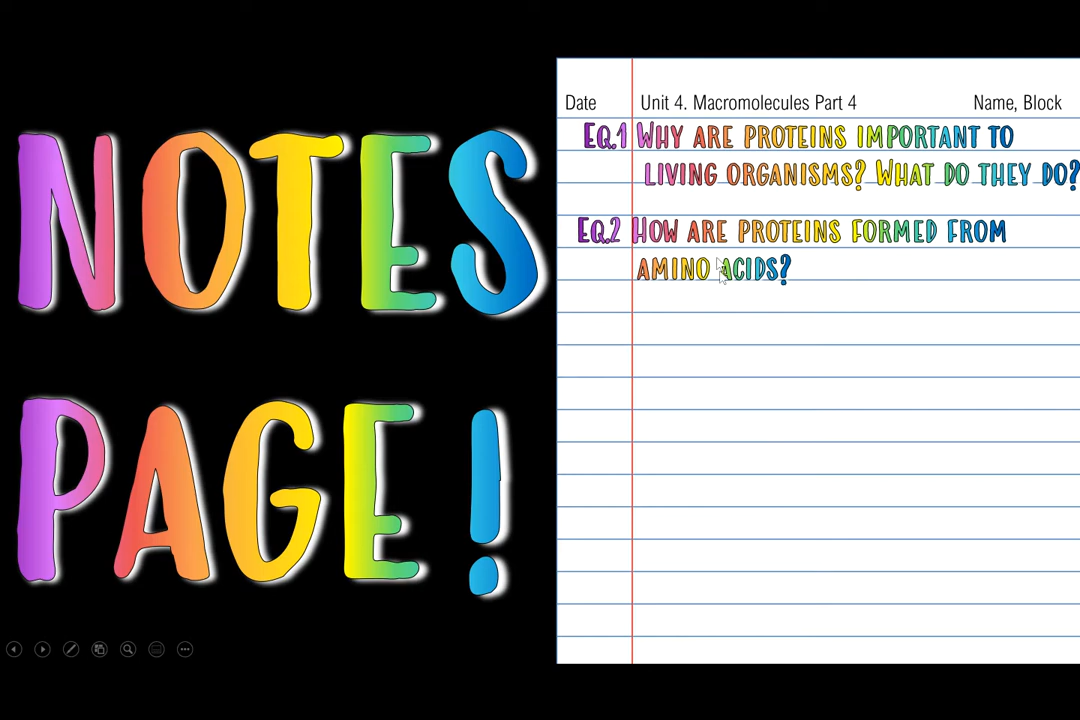 NOTES
PAGE!
Date Unit 4. Macromolecules Part 4 Name, Block
EQ.1 WHY ARE PROTEINS IMPORTANT TO
LIVING ORGANISMS? WHAT DO THEY DO?
EQ.2 HOW ARE PROTEINS FORMED FROM
AMINO ACIDS?